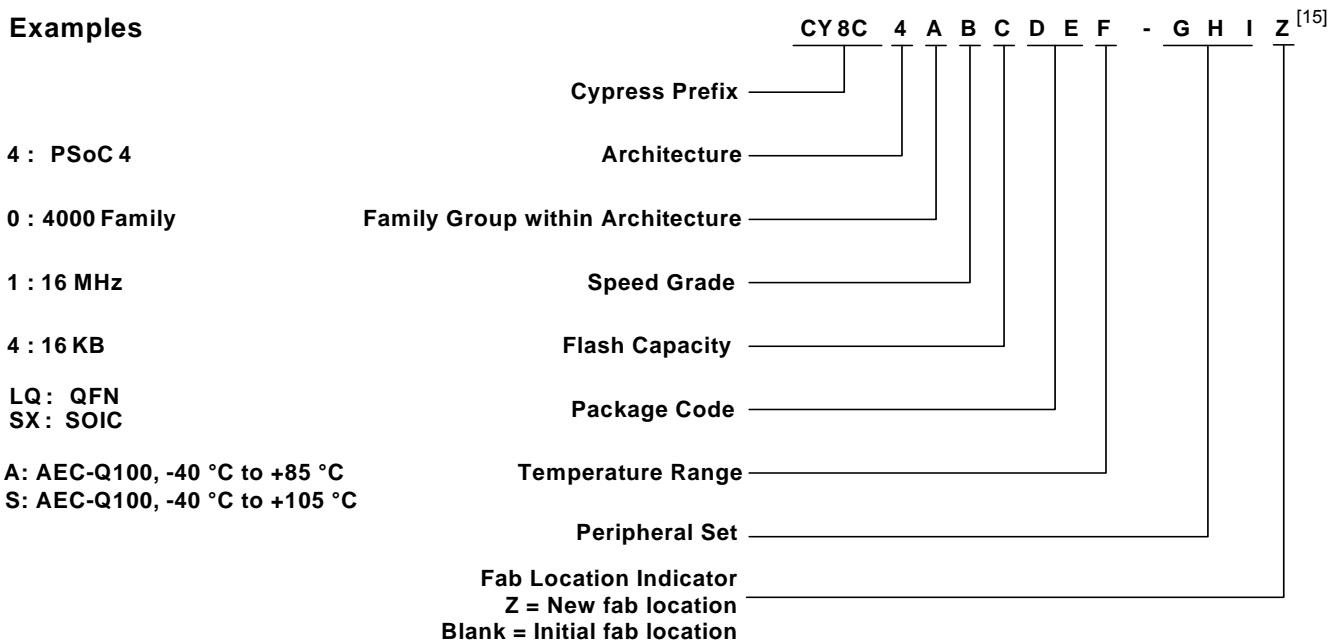 Examples CY8C 4 A B C D E F - G H I Z [15]
Cypress Prefix
4 : PSoC 4 Architecture
0 : 4000 Family Family Group within Architecture
1 : 16 MHz Speed Grade
4 : 16 KB Flash Capacity
LQ : QFN
SX : SOIC
Package Code
A: AEC-Q100, -40 °C to +85 °C Temperature Range
S: AEC-Q100, -40 °C to +105 °C
Peripheral Set
Fab Location Indicator
Z = New fab location
Blank = Initial fab location